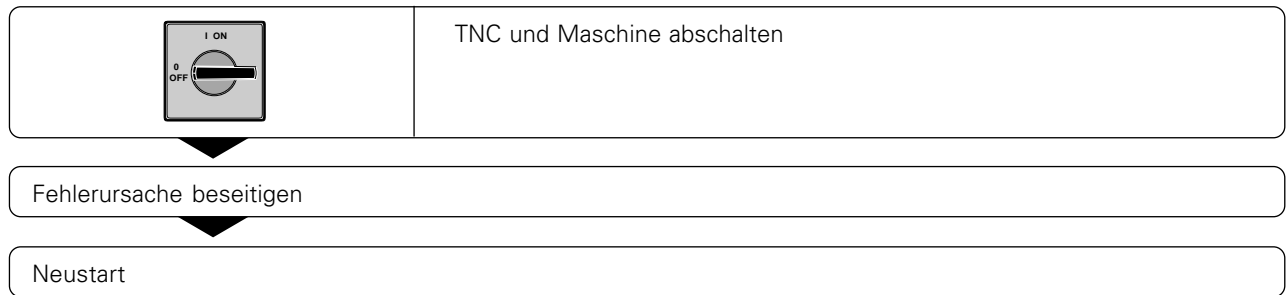 I ON
0
OFF
TNC und Maschine abschalten
Fehlerursache beseitigen
Neustart